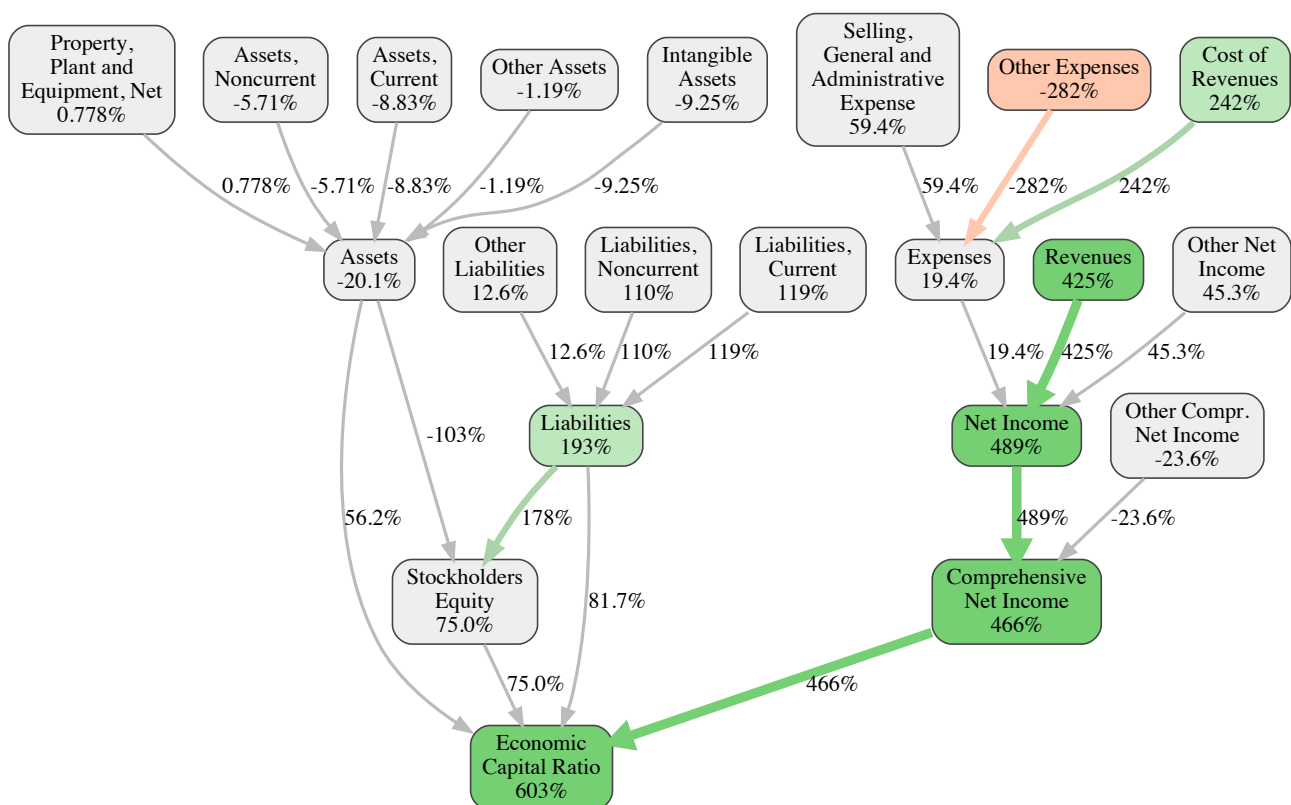 Property,
Plant and
Equipment, Net
0.778%
Assets,
Noncurrent
-5.71%
Assets,
Current
-8.83%
Other Assets
-1.19%
Intangible
Assets
-9.25%
Selling,
General and
Administrative
Expense
59.4%
Other Expenses
-282%
Cost of
Revenues
242%
0.778%
-5.71%
-8.83%
-1.19%
-9.25%
59.4%
-282%
242%
Assets
-20.1%
Other
Liabilities
12.6%
Liabilities,
Noncurrent
110%
Liabilities,
Current
119%
Expenses
19.4%
Revenues
425%
Other Net
Income
45.3%
12.6%
110%
119%
19.4%
425%
45.3%
-103%
Liabilities
193%
Net Income
489%
Other Compr.
Net Income
-23.6%
56.2%
178%
489%
-23.6%
Stockholders
Equity
75.0%
81.7%
Comprehensive
Net Income
466%
75.0%
466%
Economic
Capital Ratio
603%